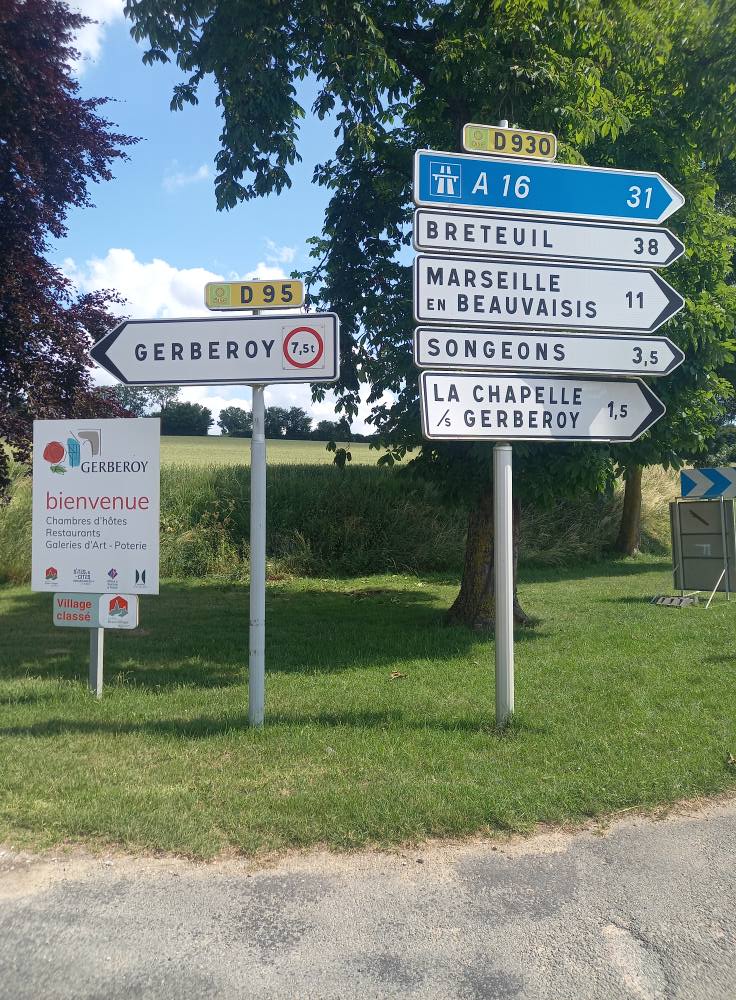 D 930
A 16 31
BRETEUIL 38
MARSEILLE
EN BEAUVAISIS 11
SONGEONS 3,5
LA CHAPELLE
/S GERBEROY 1,5
D 95
GERBEROY 7,5t
GERBEROY
bienvenue
Chambres d'hôtes
Restaurants
Galeries d'Art - Poterie
Village
classé